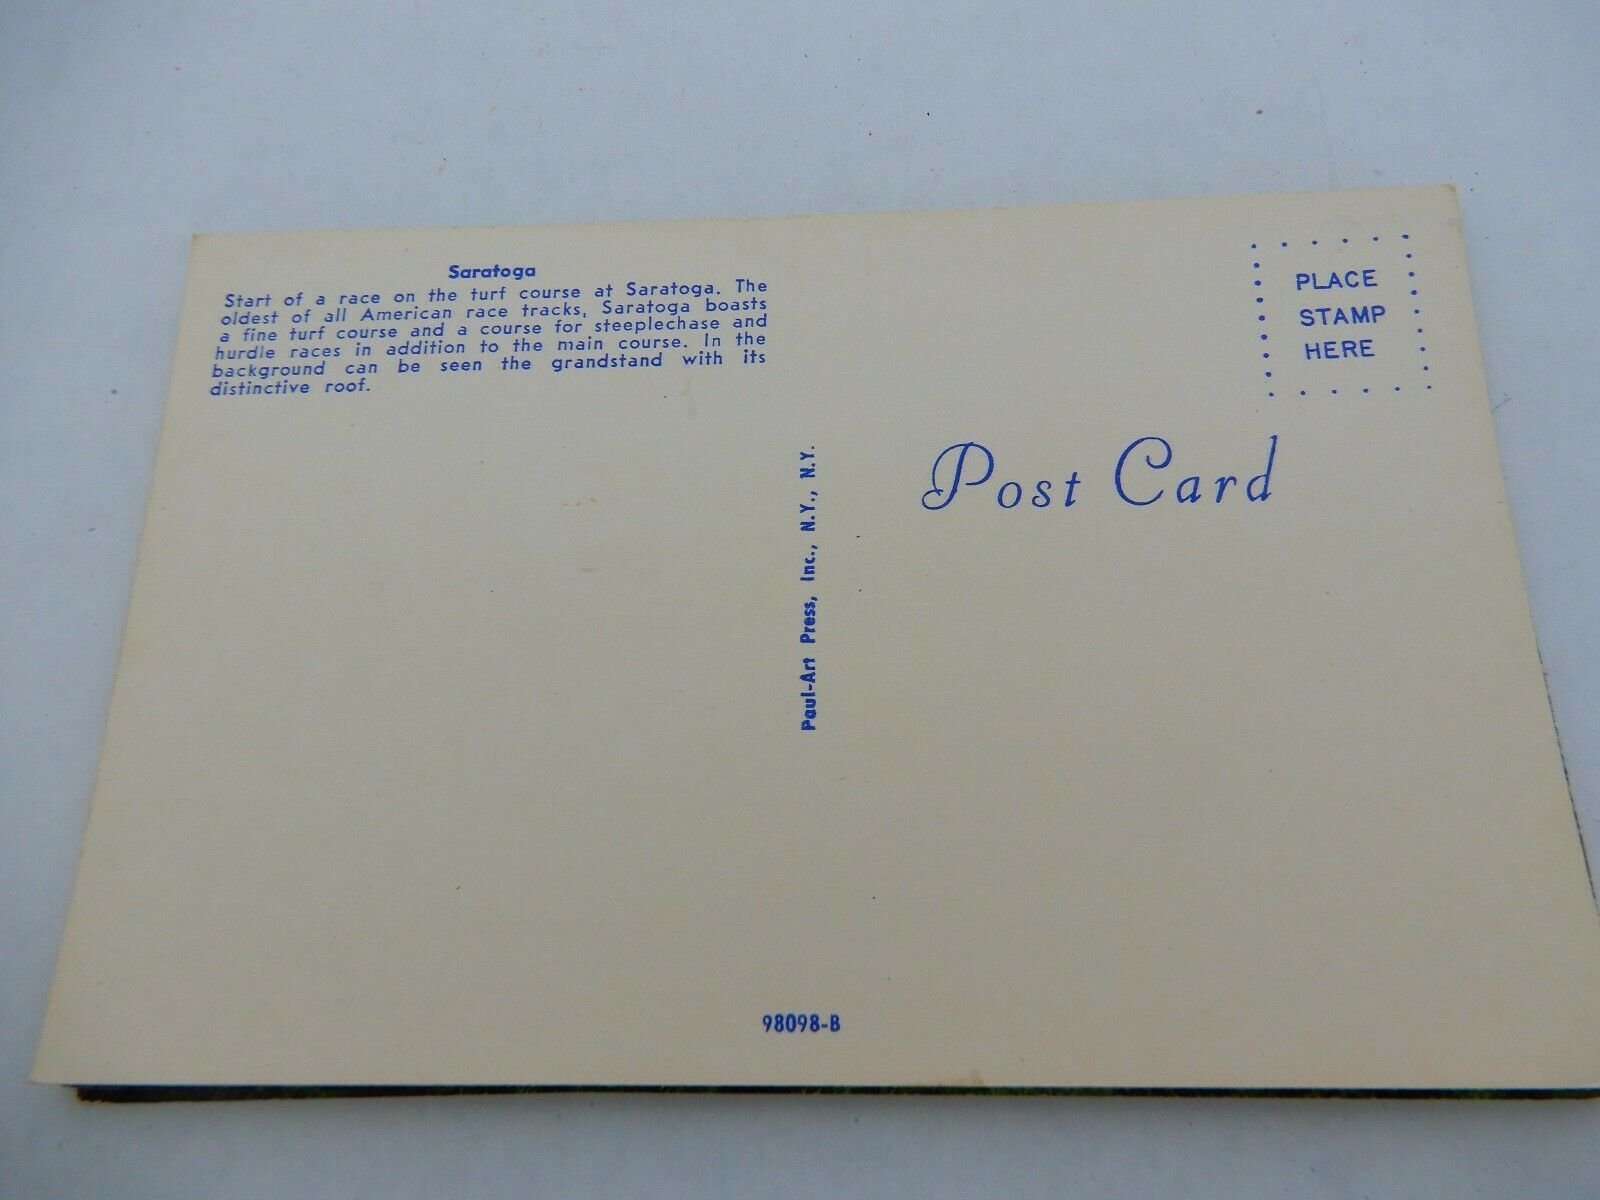 Saratoga
Start of a race on the turf course at Saratoga. The
oldest of all American race tracks, Saratoga boasts
a fine turf course and a course for steeplechase and
hurdle races in addition to the main course. In the
background can be seen the grandstand with its
distinctive roof.
PLACE
STAMP
HERE
Post Card
Paul-Art Press, Inc., N.Y., N.Y.
98098-B